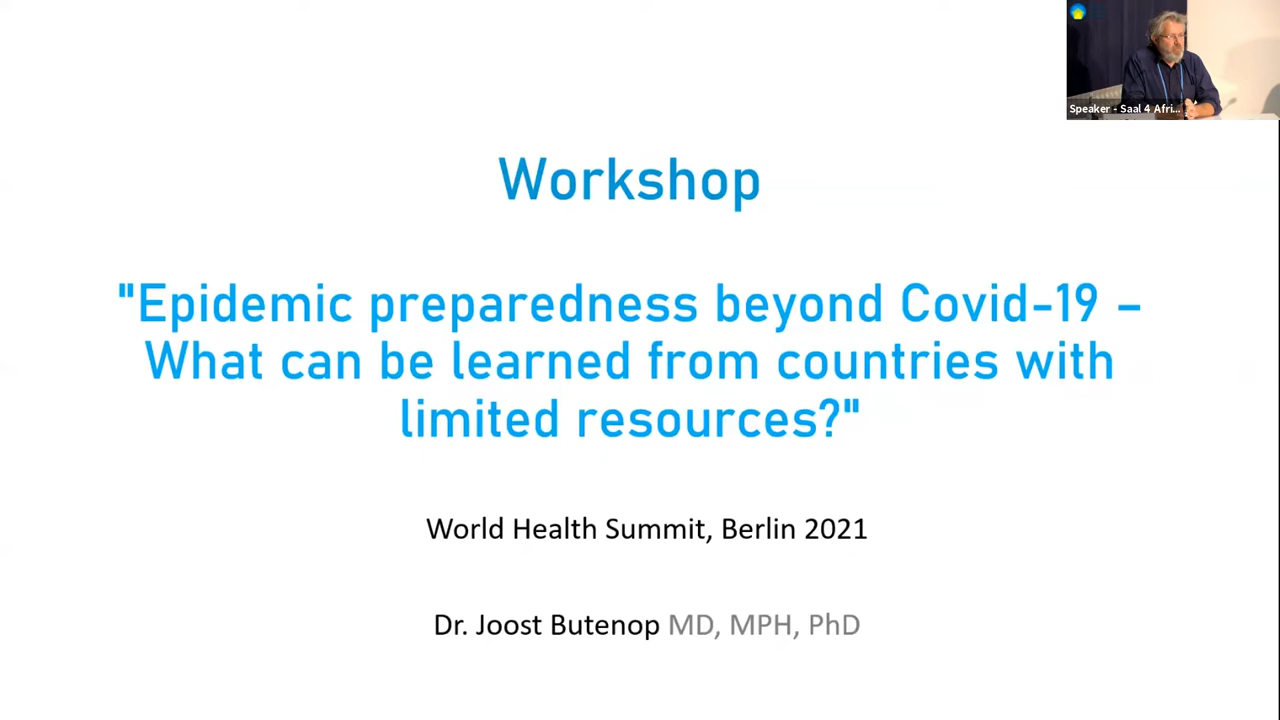 Speaker - Saal 4 Afri...
Workshop
"Epidemic preparedness beyond Covid-19 –
What can be learned from countries with
limited resources?"
World Health Summit, Berlin 2021
Dr. Joost Butenop MD, MPH, PhD